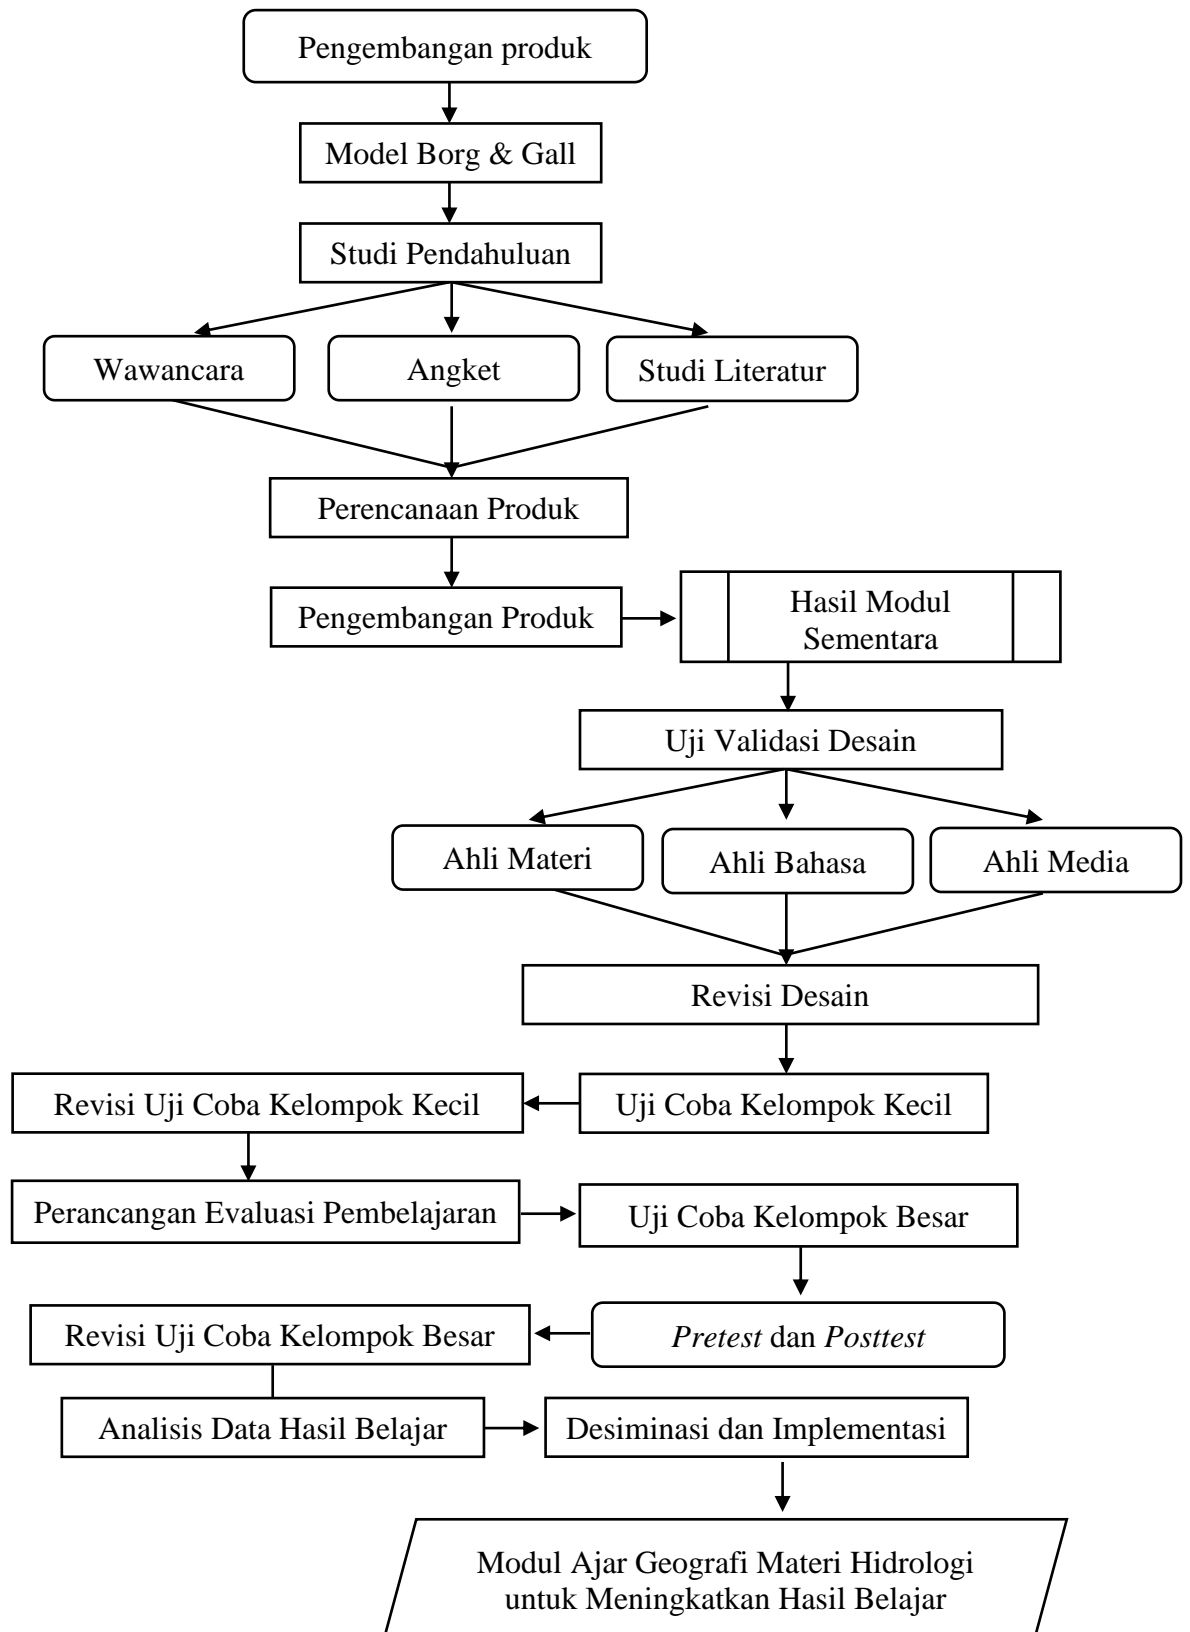 Pengembangan produk
Model Borg & Gall
Studi Pendahuluan
Wawancara
Angket
Studi Literatur
Perencanaan Produk
Pengembangan Produk
Hasil Modul
Sementara
Uji Validasi Desain
Ahli Materi
Ahli Bahasa
Ahli Media
Revisi Desain
Uji Coba Kelompok Kecil
Revisi Uji Coba Kelompok Kecil
Perancangan Evaluasi Pembelajaran
Uji Coba Kelompok Besar
Pretest dan Posttest
Revisi Uji Coba Kelompok Besar
Analisis Data Hasil Belajar
Desiminasi dan Implementasi
Modul Ajar Geografi Materi Hidrologi
untuk Meningkatkan Hasil Belajar